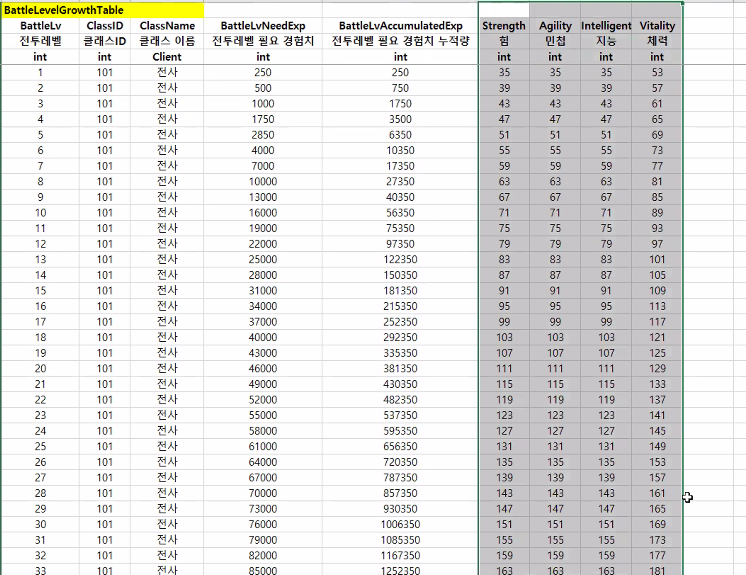 BattleLevelGrowthTable
BattleLv ClassID ClassName BattleLvNeedExp BattleLvAccumulatedExp Strength Agility Intelligent Vitality
전투레벨 클래스ID 클래스 이름 전투레벨 필요 경험치 전투레벨 필요 경험치 누적량 힘 민첩 지능 체력
int int Client int int int int int int
1 101 전사 250 250 35 35 35 53
2 101 전사 500 750 39 39 39 57
3 101 전사 1000 1750 43 43 43 61
4 101 전사 1750 3500 47 47 47 65
5 101 전사 2850 6350 51 51 51 69
6 101 전사 4000 10350 55 55 55 73
7 101 전사 7000 17350 59 59 59 77
8 101 전사 10000 27350 63 63 63 81
9 101 전사 13000 40350 67 67 67 85
10 101 전사 16000 56350 71 71 71 89
11 101 전사 19000 75350 75 75 75 93
12 101 전사 22000 97350 79 79 79 97
13 101 전사 25000 122350 83 83 83 101
14 101 전사 28000 150350 87 87 87 105
15 101 전사 31000 181350 91 91 91 109
16 101 전사 34000 215350 95 95 95 113
17 101 전사 37000 252350 99 99 99 117
18 101 전사 40000 292350 103 103 103 121
19 101 전사 43000 335350 107 107 107 125
20 101 전사 46000 381350 111 111 111 129
21 101 전사 49000 430350 115 115 115 133
22 101 전사 52000 482350 119 119 119 137
23 101 전사 55000 537350 123 123 123 141
24 101 전사 58000 595350 127 127 127 145
25 101 전사 61000 656350 131 131 131 149
26 101 전사 64000 720350 135 135 135 153
27 101 전사 67000 787350 139 139 139 157
28 101 전사 70000 857350 143 143 143 161
29 101 전사 73000 930350 147 147 147 165
30 101 전사 76000 1006350 151 151 151 169
31 101 전사 79000 1085350 155 155 155 173
32 101 전사 82000 1167350 159 159 159 177
33 101 전사 85000 1252350 163 163 163 181